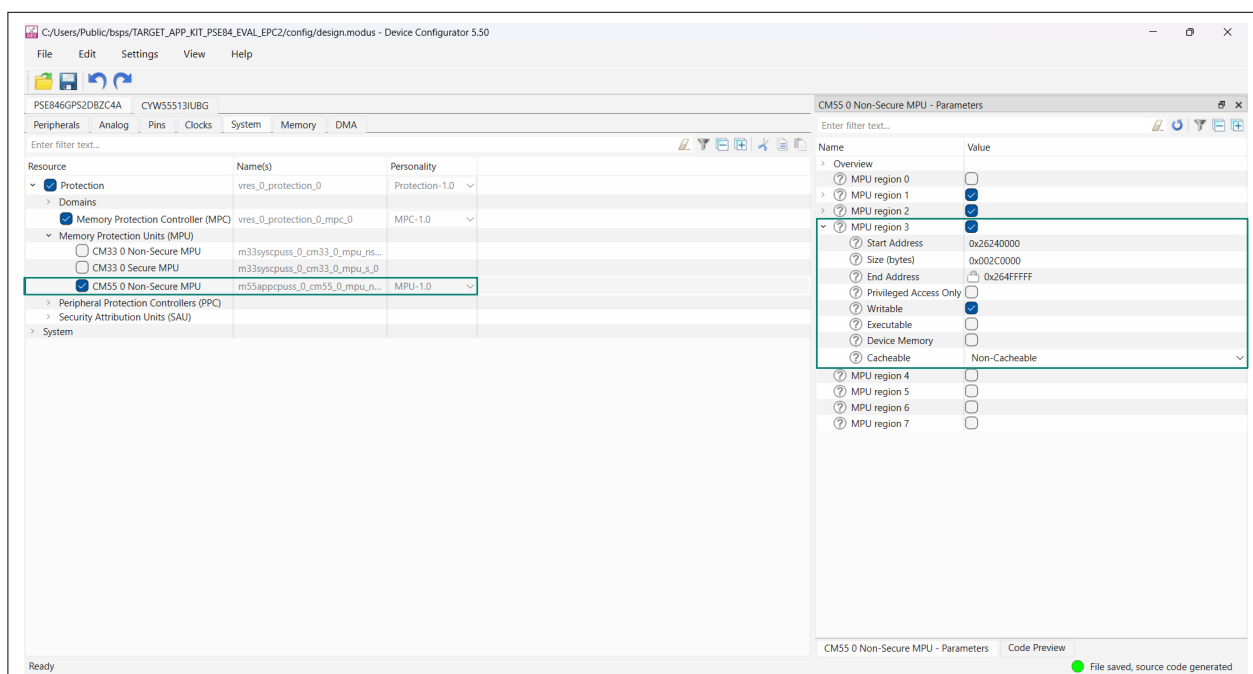 C:/Users/Public/bsps/TARGET_APP_KIT_PSE84_EVAL_EPC2/config/design.modus - Device Configurator 5.50
File Edit Settings View Help
PSE846GPS2DBZC4A CYW55513IUBG
Peripherals Analog Pins Clocks System Memory DMA
Enter filter text...
Resource Name(s) Personality
Protection vres_0_protection_0 Protection-1.0
Domains
Memory Protection Controller (MPC) vres_0_protection_0_mpc_0 MPC-1.0
Memory Protection Units (MPU)
CM33 0 Non-Secure MPU m33syscpuss_0_cm33_0_mpu_ns...
CM33 0 Secure MPU m33syscpuss_0_cm33_0_mpu_s_0
CM55 0 Non-Secure MPU m55appcpuss_0_cm55_0_mpu_n... MPU-1.0
Peripheral Protection Controllers (PPC)
Security Attribution Units (SAU)
System
CM55 0 Non-Secure MPU - Parameters
Enter filter text...
Name Value
Overview
MPU region 0
MPU region 1
MPU region 2
MPU region 3
Start Address 0x26240000
Size (bytes) 0x002C0000
End Address 0x264FFFFF
Privileged Access Only
Writable
Executable
Device Memory
Cacheable Non-Cacheable
MPU region 4
MPU region 5
MPU region 6
MPU region 7
CM55 0 Non-Secure MPU - Parameters Code Preview
Ready File saved, source code generated